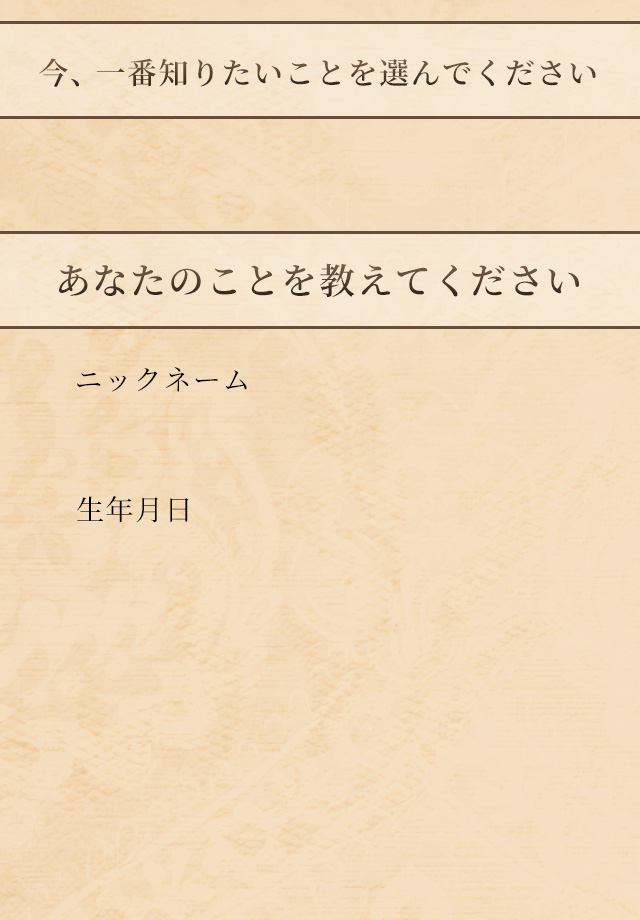 今、一番知りたいことを選んでください
あなたのことを教えてください
ニックネーム
生年月日